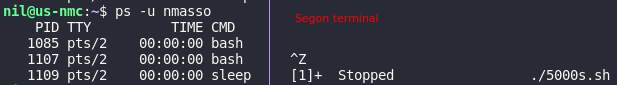 nil@us-nmc:~$ ps -u nmasso
PID TTY TIME CMD
1085 pts/2 00:00:00 bash
1107 pts/2 00:00:00 bash
1109 pts/2 00:00:00 sleep
Segon terminal
^Z
[1]+ Stopped ./5000s.sh